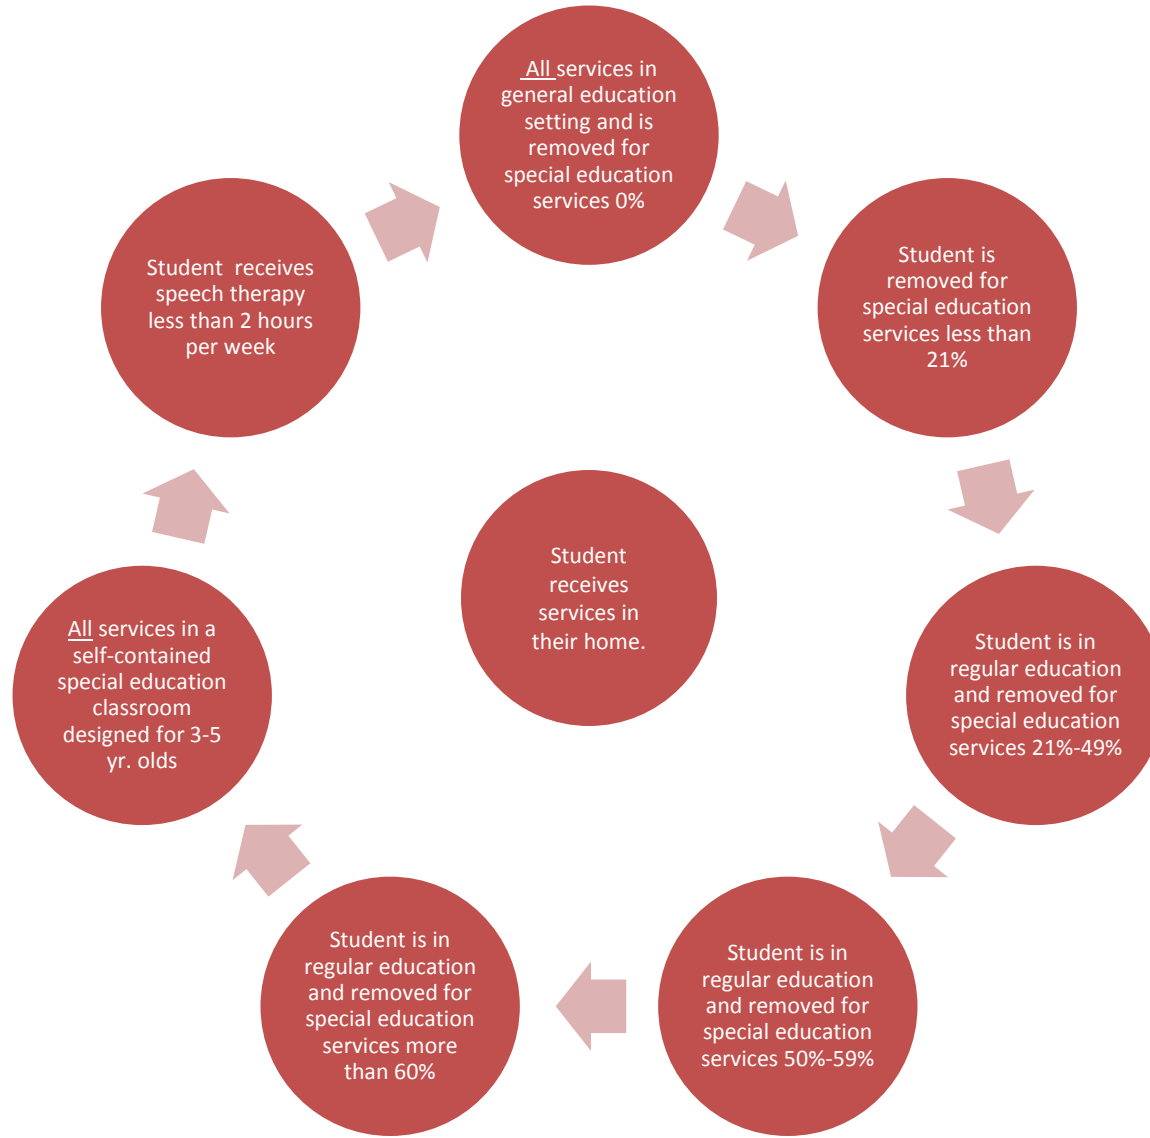 All services in
general education
setting and is
removed for
special education
services 0%
Student is
removed for
special education
services less than
21%
Student is in
regular education
and removed for
special education
services 21%-49%
Student is in
regular education
and removed for
special education
services 50%-59%
Student is in
regular education
and removed for
special education
services more
than 60%
All services in a
self-contained
special education
classroom
designed for 3-5
yr. olds
Student receives
speech therapy
less than 2 hours
per week
Student
receives
services in
their home.